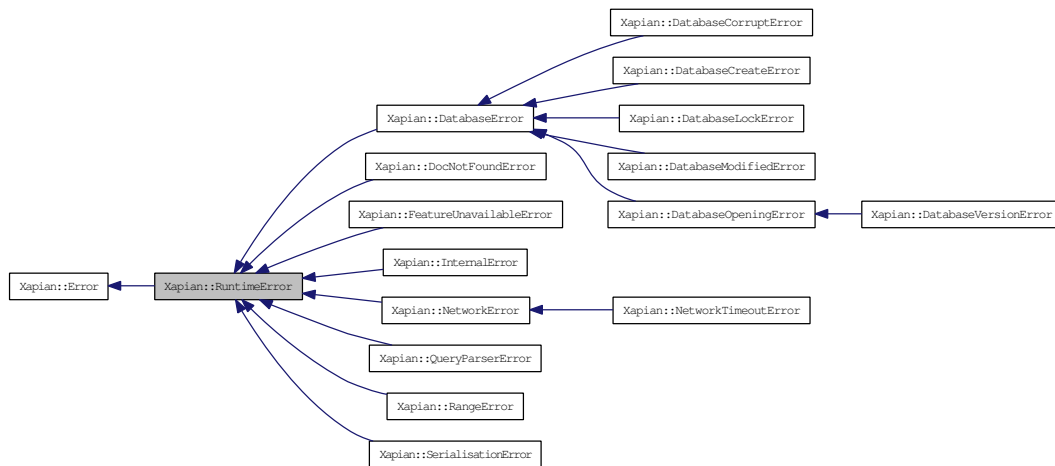 Xapian::DatabaseCorruptError
Xapian::DatabaseCreateError
Xapian::DatabaseError
Xapian::DatabaseLockError
Xapian::DocNotFoundError
Xapian::DatabaseModifiedError
Xapian::FeatureUnavailableError
Xapian::DatabaseOpeningError
Xapian::DatabaseVersionError
Xapian::InternalError
Xapian::Error
Xapian::RuntimeError
Xapian::NetworkError
Xapian::NetworkTimeoutError
Xapian::QueryParserError
Xapian::RangeError
Xapian::SerialisationError